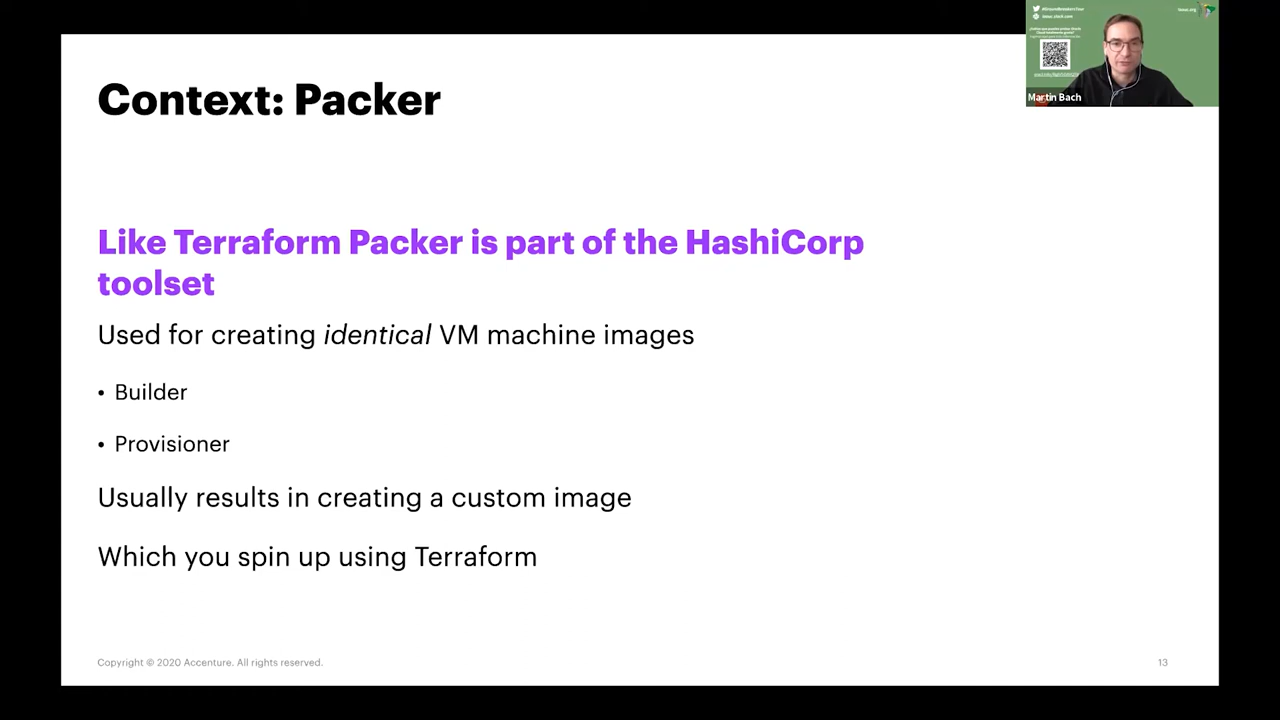 Context: Packer
Like Terraform Packer is part of the HashiCorp
toolset
Used for creating identical VM machine images
• Builder
• Provisioner
Usually results in creating a custom image
Which you spin up using Terraform
Copyright © 2020 Accenture. All rights reserved.
13
Martin Bach